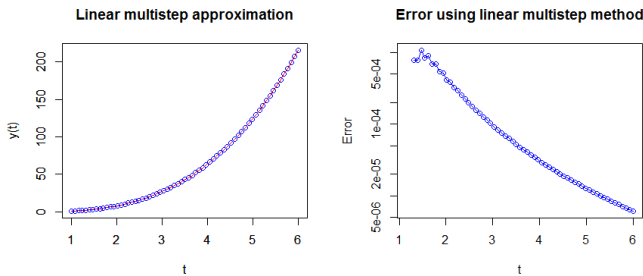 Linear multistep approximation
y(t)
200
150
100
50
0
1 2 3 4 5 6
t
Error using linear multistep method
Error
5e-04
1e-04
2e-05
5e-06
1 2 3 4 5 6
t